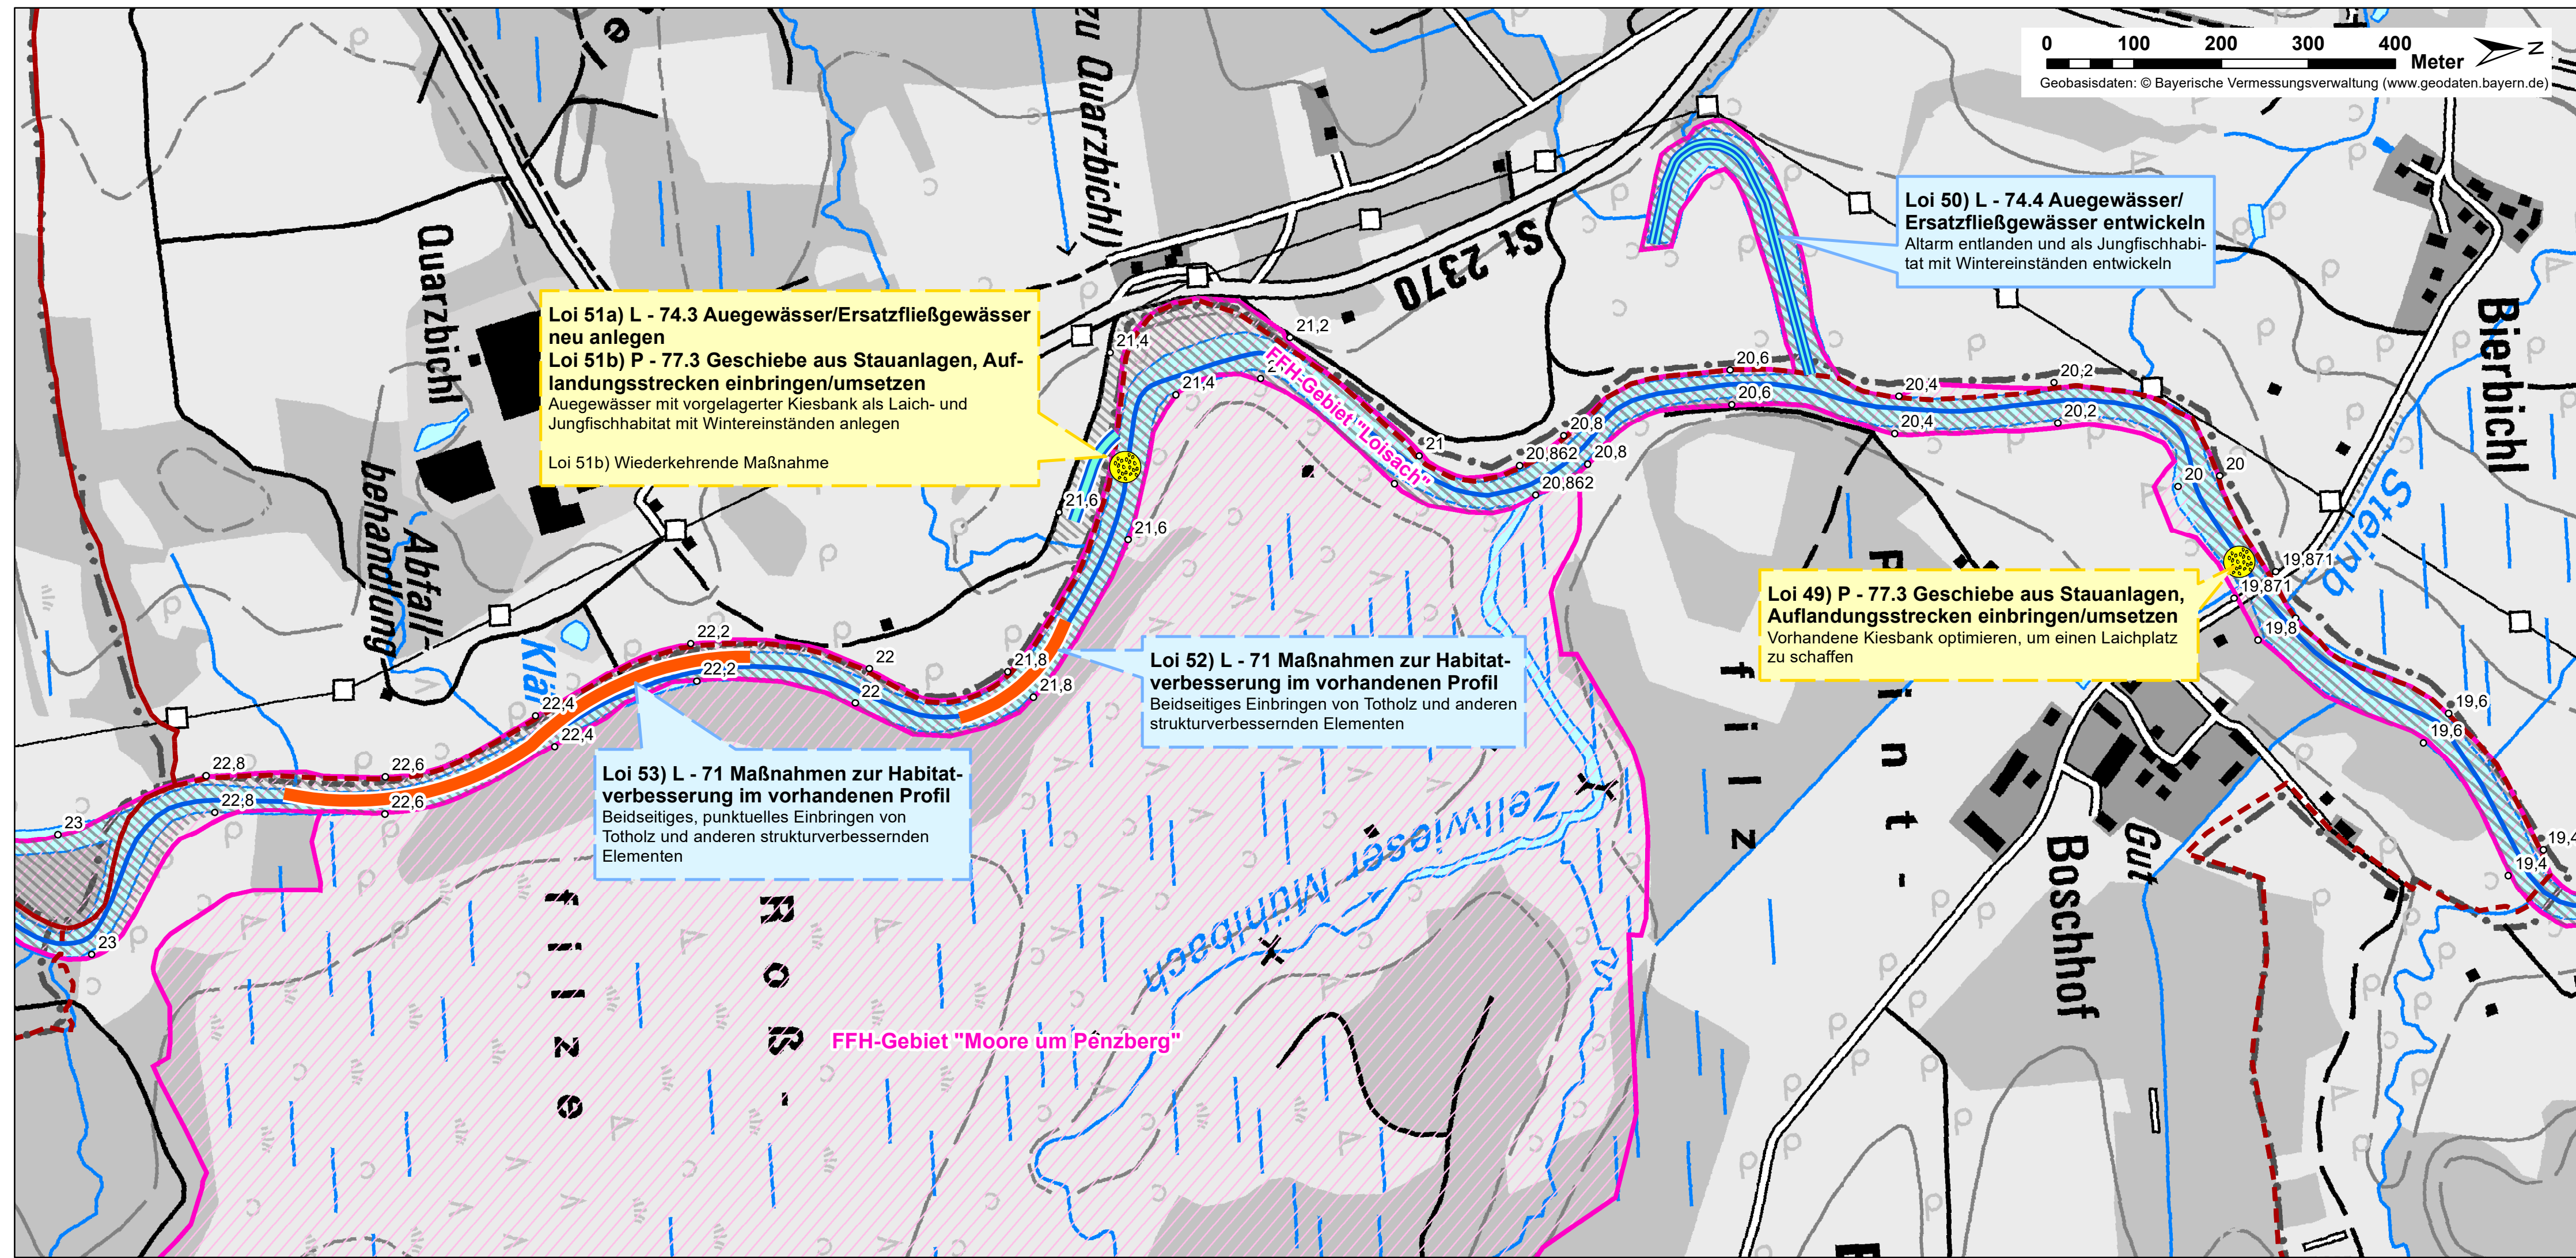 0 100 200 300 400 Meter N
Geobasisdaten: © Bayerische Vermessungsverwaltung (www.geodaten.bayern.de)
zu Quarzbichl)
Loi 50) L - 74.4 Auegewässer/
Ersatzfließgewässer entwickeln
Altarm entlanden und als Jungfischhabi-
tat mit Wintereinständen entwickeln
St 2370
Quarzbichl
Loi 51a) L - 74.3 Auegewässer/Ersatzfließgewässer
neu anlegen
Loi 51b) P - 77.3 Geschiebe aus Stauanlagen, Auf-
landungsstrecken einbringen/umsetzen
Auegewässer mit vorgelagerter Kiesbank als Laich- und
Jungfischhabitat mit Wintereinständen anlegen
Loi 51b) Wiederkehrende Maßnahme
Bierbichl
21,2
21,4
21,4
FFH-Gebiet "Loisach"
21
20,862
20,862
20,8
20,8
20,6
20,6
20,4
20,4
20,2
20,2
20
20
Steinb
19,871
19,871
19,8
19,6
19,6
19,4
19,4
21,6
21,6
Abfall-
behandlung
Klä
Loi 49) P - 77.3 Geschiebe aus Stauanlagen,
Auflandungsstrecken einbringen/umsetzen
Vorhandene Kiesbank optimieren, um einen Laichplatz
zu schaffen
Loi 52) L - 71 Maßnahmen zur Habitat-
verbesserung im vorhandenen Profil
Beidseitiges Einbringen von Totholz und anderen
strukturverbessernden Elementen
21,8
21,8
22
22
22,2
22,2
22,4
22,4
22,6
22,6
22,8
22,8
23
23
Loi 53) L - 71 Maßnahmen zur Habitat-
verbesserung im vorhandenen Profil
Beidseitiges, punktuelles Einbringen von
Totholz und anderen strukturverbessernden
Elementen
Zellwieser Mühlbach
filz
Gut
Boschhof
Roß-
filze
FFH-Gebiet "Moore um Penzberg"